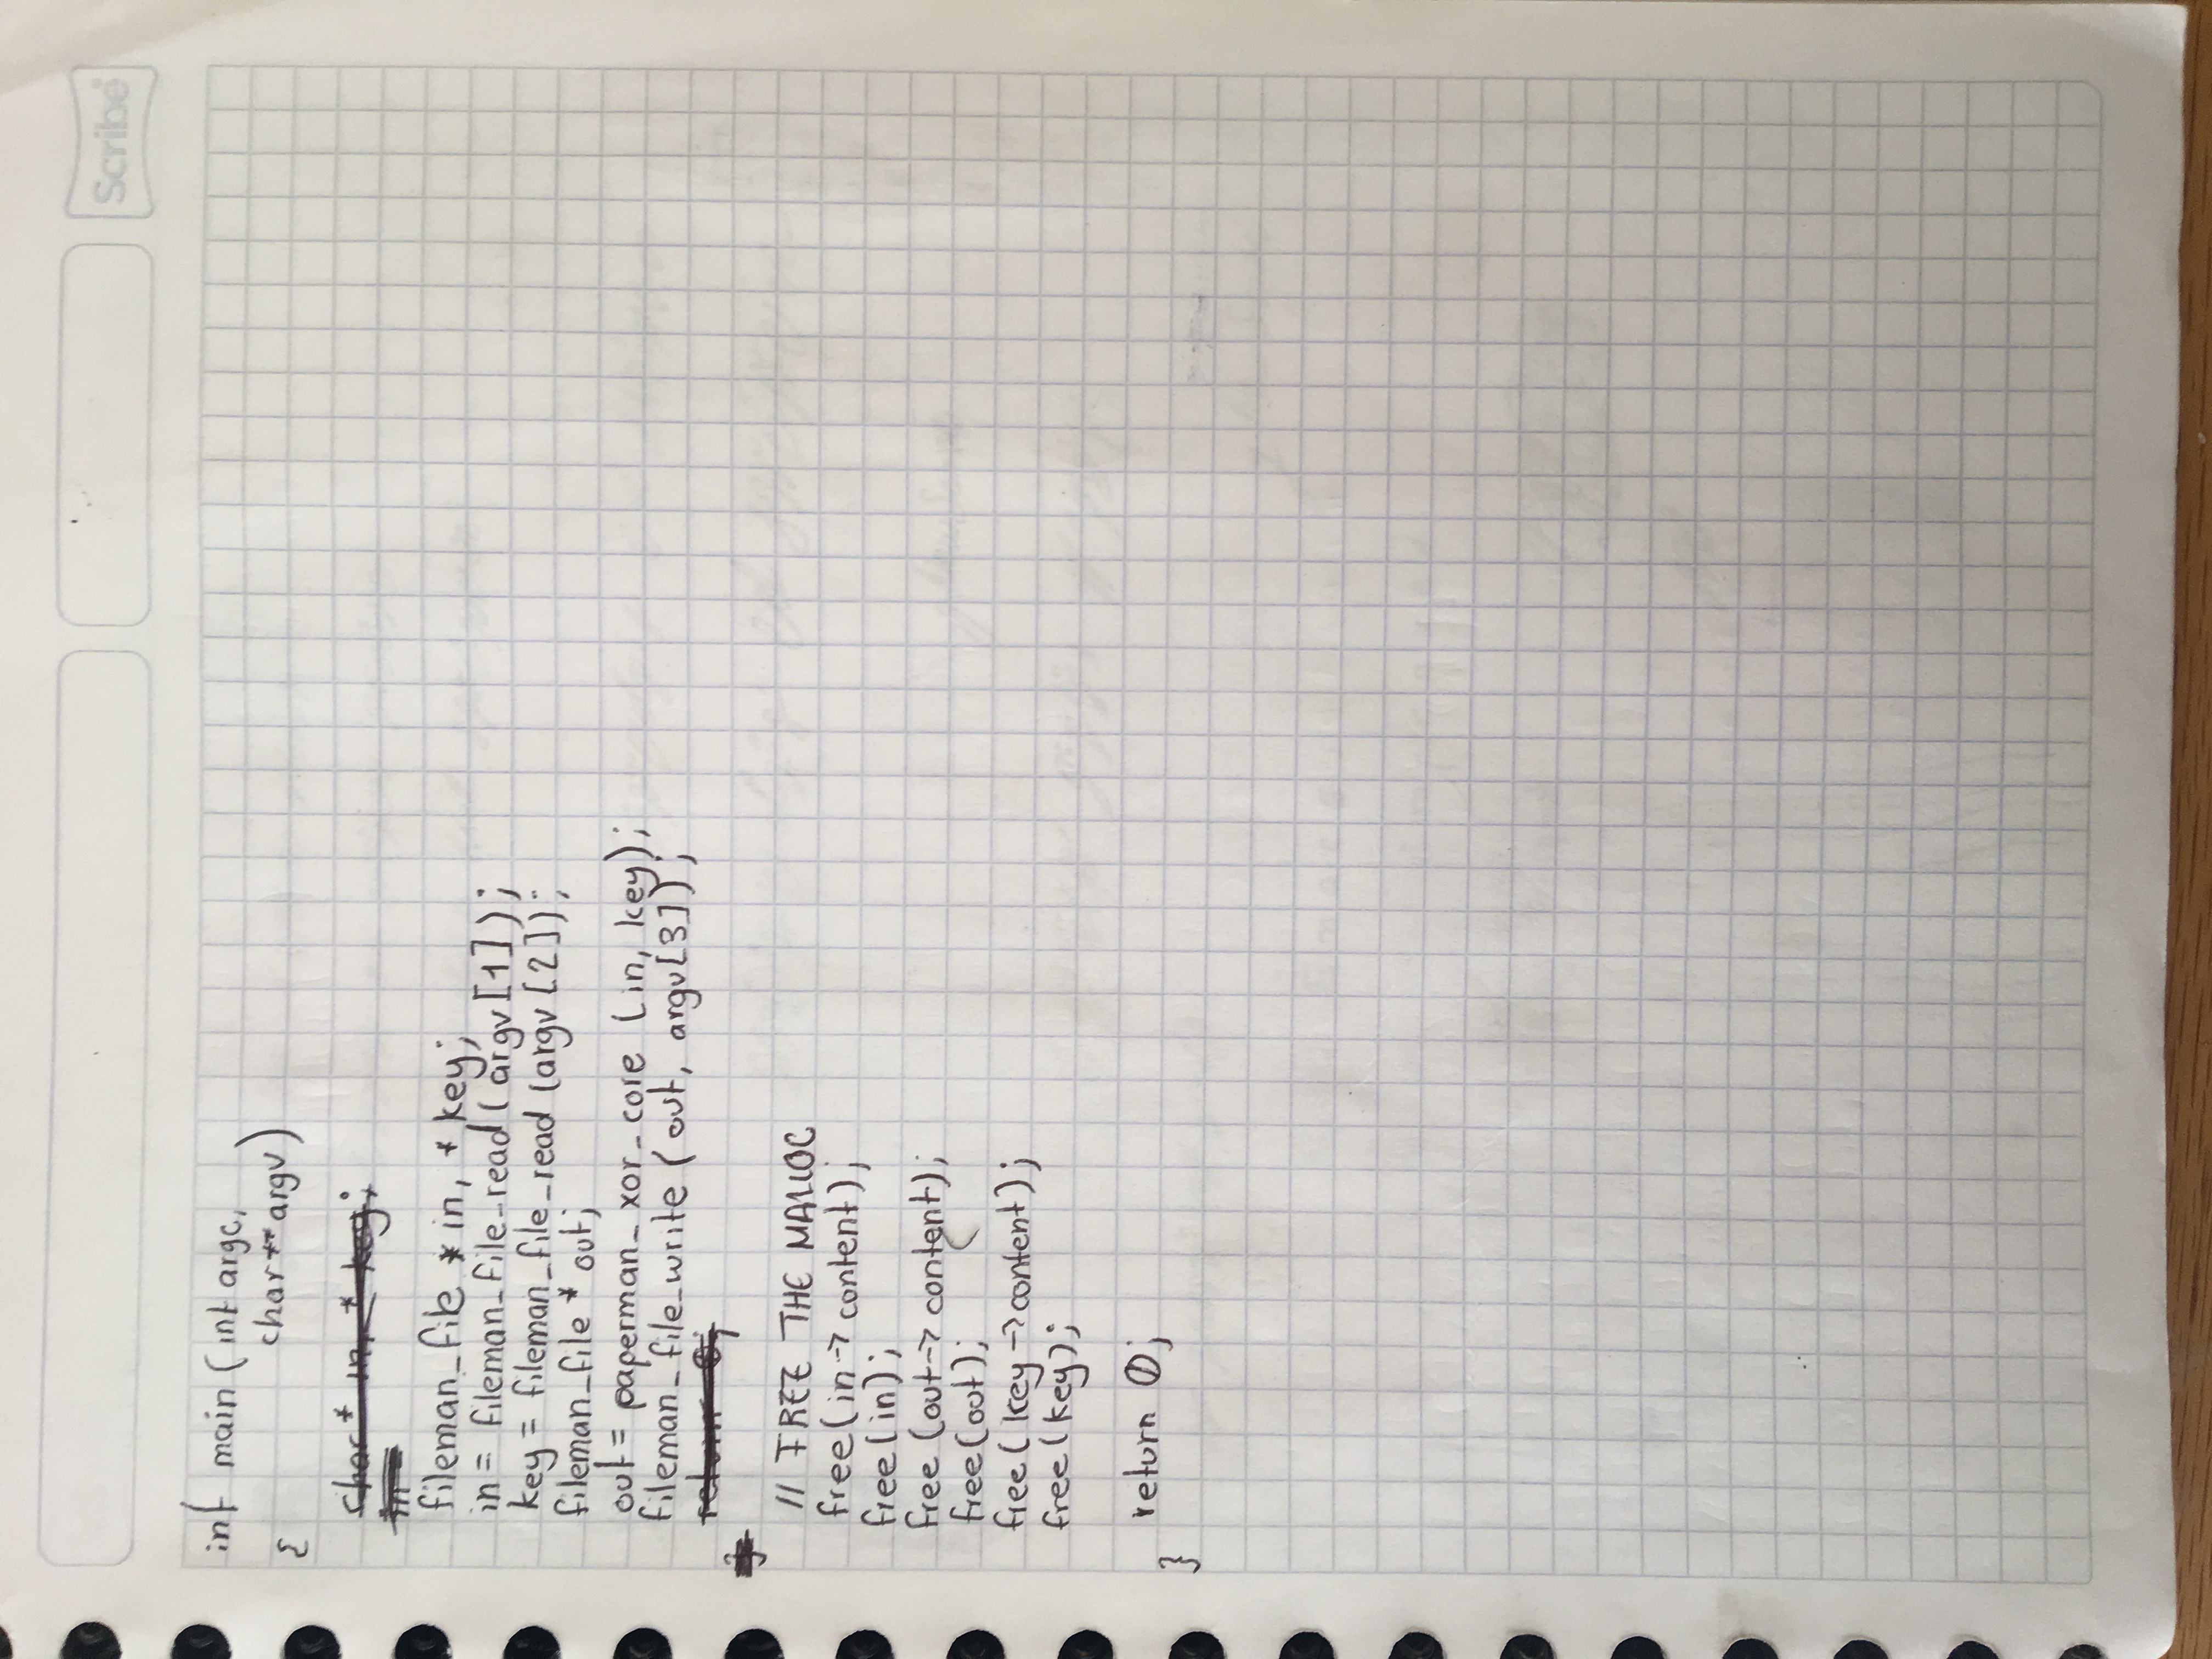 Scribe
int main (int argc,
char** argv)
{
char* in, * key;
in =
fileman_file * in, * key;
in = fileman_file_read (argv[1]);
key = fileman_file_read (argv[2]);
fileman_file * out;
out = paperman_xor_core (in, key);
fileman_file_write (out, argv[3]);
return 0;
}
// FREE THE MALLOC
free(in->content);
free(in);
free (out->content);
free(out);
free(key->content);
free(key);
return 0;
}